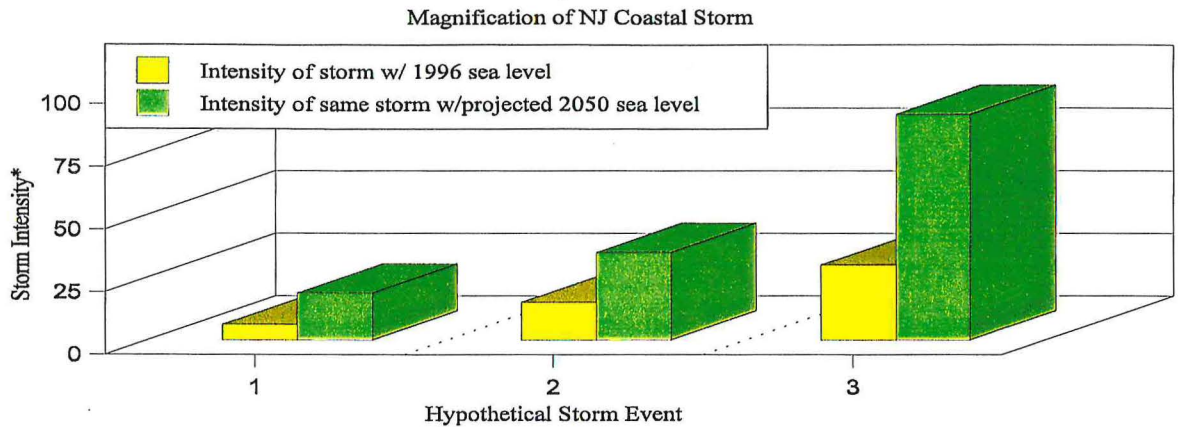 Magnification of NJ Coastal Storm
Intensity of storm w/ 1996 sea level
Intensity of same storm w/projected 2050 sea level
100
75
50
25
0
Storm Intensity*
1 2 3
Hypothetical Storm Event